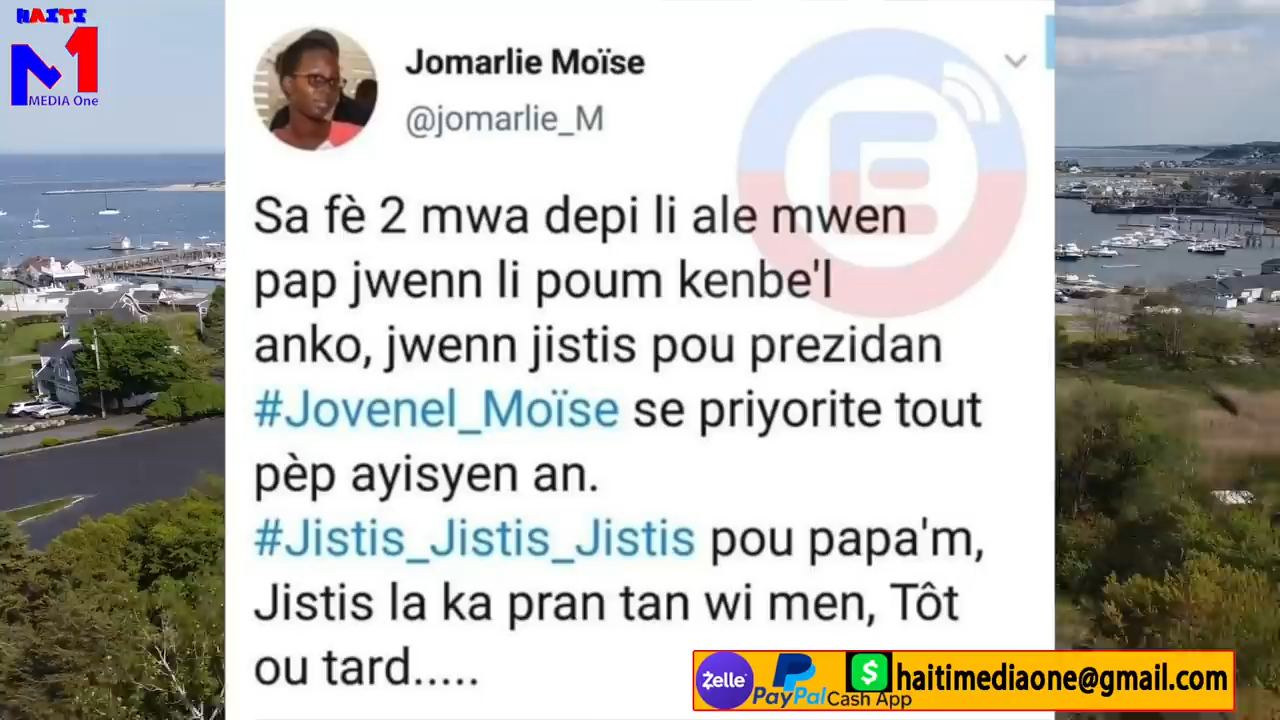 HAITI
M1
MEDIA One
Jomarlie Moïse
@jomarlie_M
E
Sa fè 2 mwa depi li ale mwen
pap jwenn li poum kenbe'l
anko, jwenn jistis pou prezidan
#Jovenel_Moïse se priyorite tout
pèp ayisyen an.
#Jistis_Jistis_Jistis pou papa'm,
Jistis la ka pran tan wi men, Tôt
ou tard.....
Zelle PayPal $ Cash App haitimediaone@gmail.com